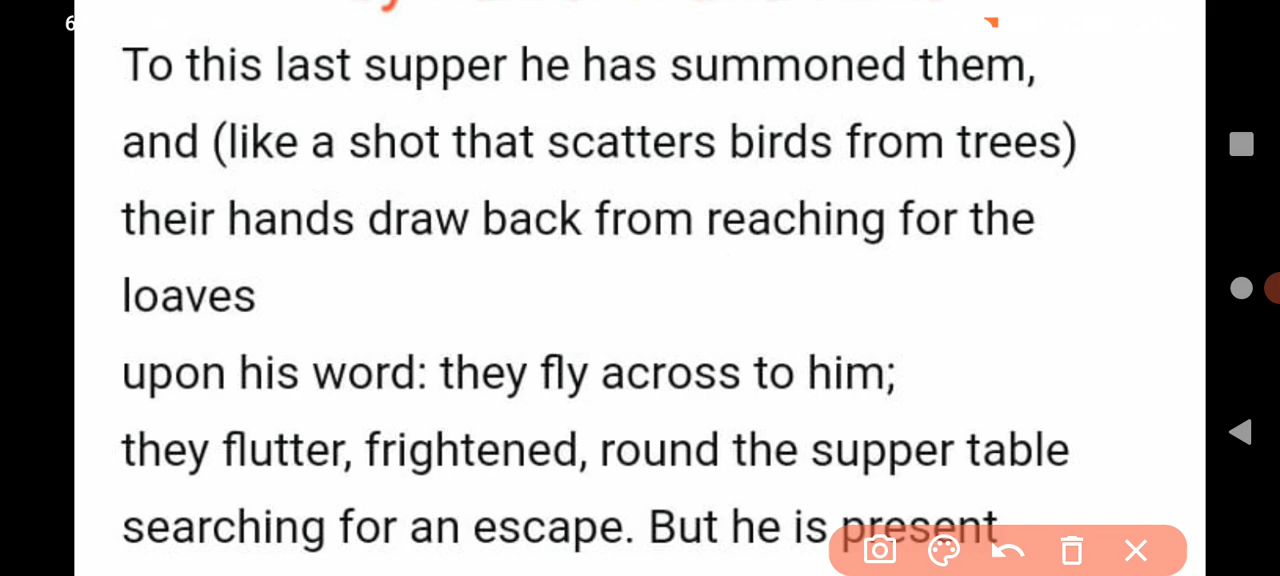 6
To this last supper he has summoned them,
and (like a shot that scatters birds from trees)
their hands draw back from reaching for the
loaves
upon his word: they fly across to him;
they flutter, frightened, round the supper table
searching for an escape. But he is present